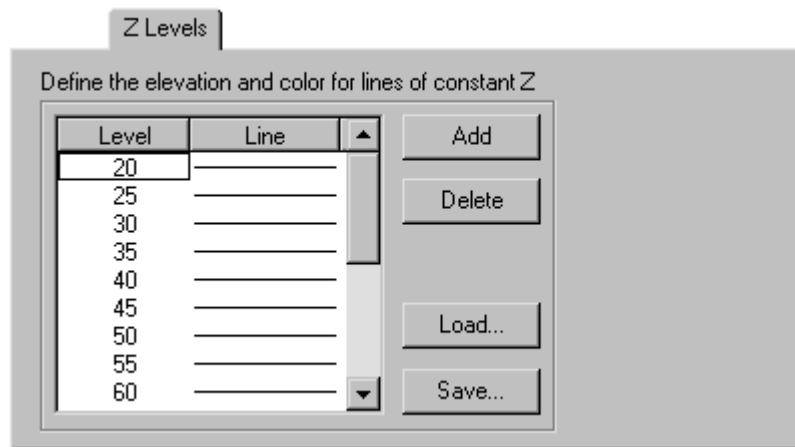 Z Levels
Define the elevation and color for lines of constant Z
Level Line
20
25
30
35
40
45
50
55
60
Add
Delete
Load...
Save...